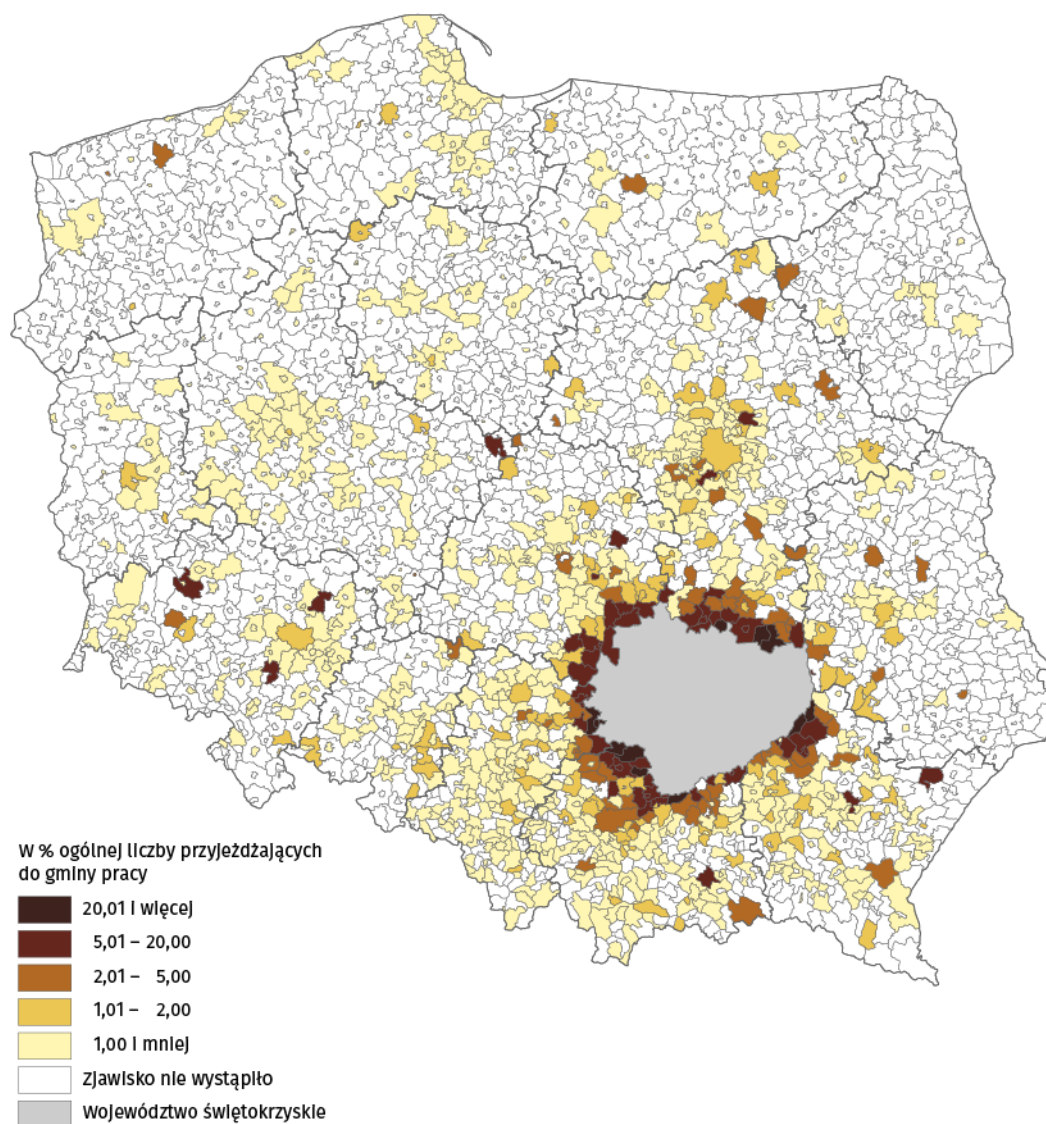 W % ogólnej liczby przyjeżdżających
do gminy pracy
20,01 i więcej
5,01 – 20,00
2,01 – 5,00
1,01 – 2,00
1,00 i mniej
Zjawisko nie wystąpiło
Województwo świętokrzyskie